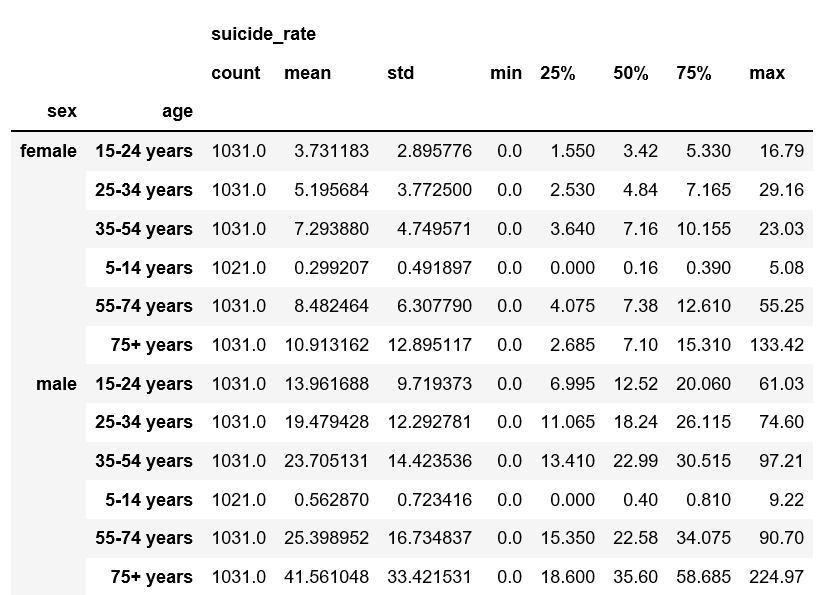 suicide_rate
count mean std min 25% 50% 75% max
sex age
female 15-24 years 1031.0 3.731183 2.895776 0.0 1.550 3.42 5.330 16.79
25-34 years 1031.0 5.195684 3.772500 0.0 2.530 4.84 7.165 29.16
35-54 years 1031.0 7.293880 4.749571 0.0 3.640 7.16 10.155 23.03
5-14 years 1021.0 0.299207 0.491897 0.0 0.000 0.16 0.390 5.08
55-74 years 1031.0 8.482464 6.307790 0.0 4.075 7.38 12.610 55.25
75+ years 1031.0 10.913162 12.895117 0.0 2.685 7.10 15.310 133.42
male 15-24 years 1031.0 13.961688 9.719373 0.0 6.995 12.52 20.060 61.03
25-34 years 1031.0 19.479428 12.292781 0.0 11.065 18.24 26.115 74.60
35-54 years 1031.0 23.705131 14.423536 0.0 13.410 22.99 30.515 97.21
5-14 years 1021.0 0.562870 0.723416 0.0 0.000 0.40 0.810 9.22
55-74 years 1031.0 25.398952 16.734837 0.0 15.350 22.58 34.075 90.70
75+ years 1031.0 41.561048 33.421531 0.0 18.600 35.60 58.685 224.97